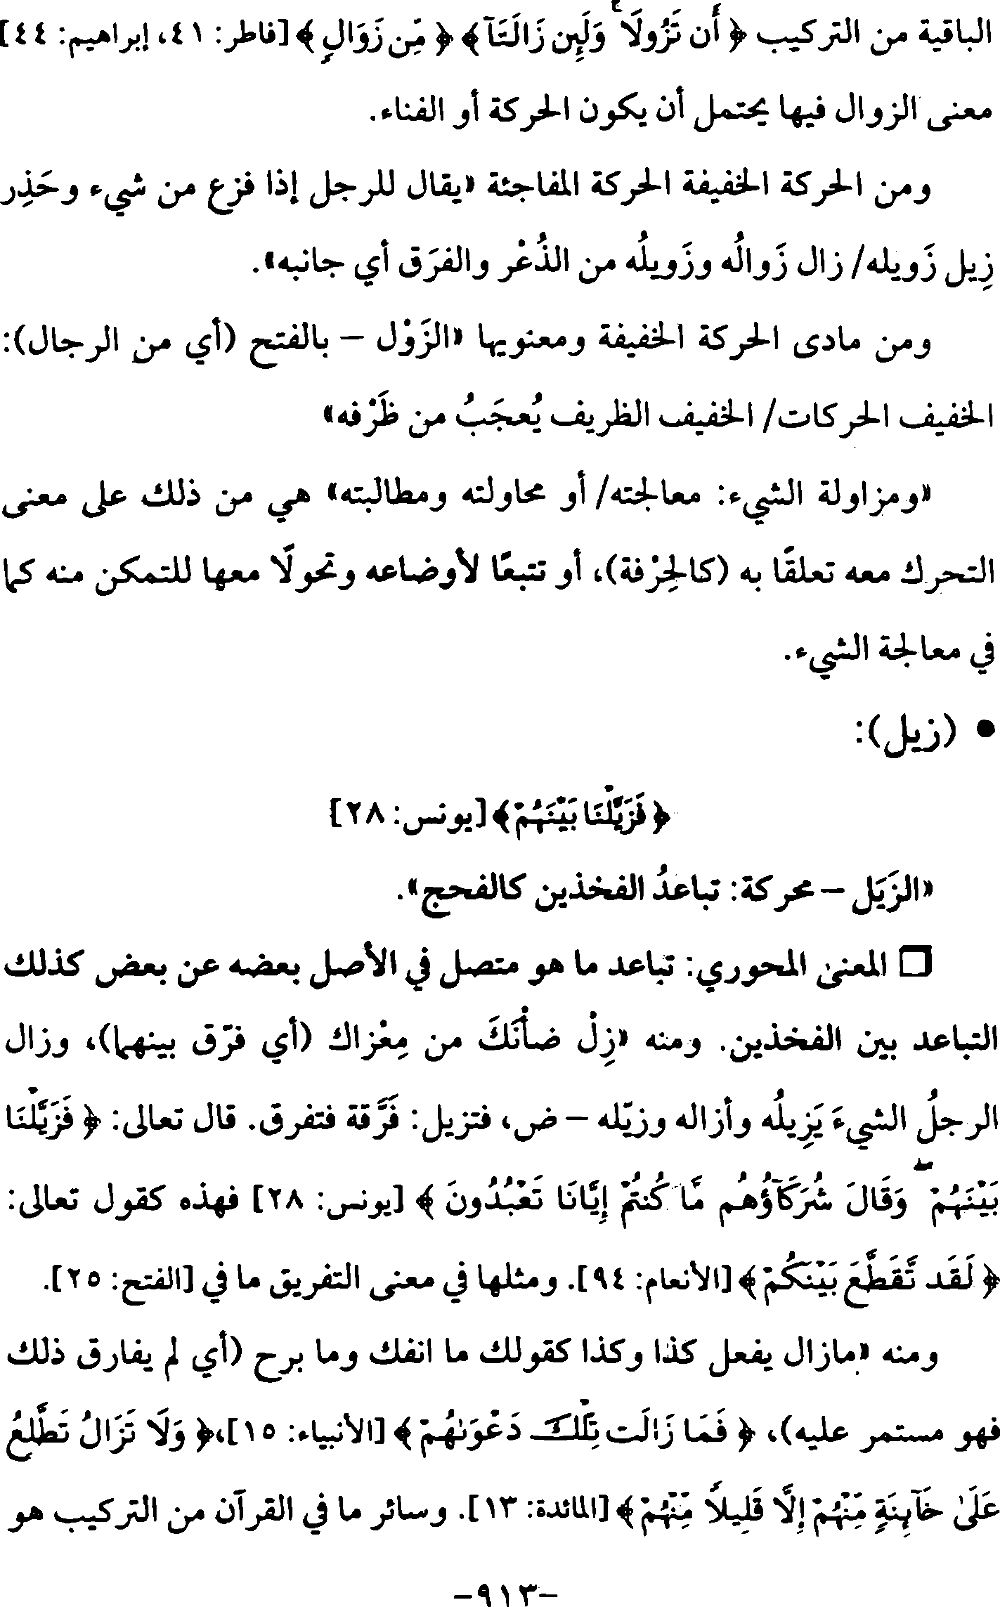 الباقية من التركيب ﴿ أَن تَزُولَا ۚ وَلَئِن زَالَتَآ ﴾ ﴿ مِّن زَوَالٍ ﴾ [فاطر: ٤١، إبراهيم: ٤٤]
معنى الزوال فيها يحتمل أن يكون الحركة أو الفناء.
ومن الحركة الخفيفة الحركة المفاجئة «يقال للرجل إذا فزع من شيء وحَذِر
زِيل زَويله/ زال زَوالُه وزَويلُه من الذُعْر والفرَق أي جانبه».
ومن مادى الحركة الخفيفة ومعنويها «الزَوْل – بالفتح (أي من الرجال):
الخفيف الحركات/ الخفيف الظريف يُعجَبُ من ظَرْفه»
«ومزاولة الشيء: معالجته/ أو محاولته ومطالبته» هي من ذلك على معنى
التحرك معه تعلقًا به (كالحِرْفة)، أو تتبعًا لأوضاعه وتحولًا معها للتمكن منه كما
في معالجة الشيء.
• (زيل):
﴿ فَزَيَّلْنَا بَيْنَهُمْ ﴾ [يونس: ٢٨]
«الزَيَل – محركة: تباعدُ الفخذين كالفحج».
□ المعنى المحوري: تباعد ما هو متصل في الأصل بعضه عن بعض كذلك
التباعد بين الفخذين. ومنه «زِلْ ضأْنَكَ من مِعْزاك (أي فرّق بينهما)، وزال
الرجلُ الشيءَ يَزِيلُه وأزاله وزيّله – ض، فتزيل: فَرَّقة فتفرق. قال تعالى: ﴿ فَزَيَّلْنَا
بَيْنَهُمْ ۖ وَقَالَ شُرَكَآؤُهُم مَّا كُنتُمْ إِيَّانَا تَعْبُدُونَ ﴾ [يونس: ٢٨] فهذه كقول تعالى:
﴿ لَقَد تَّقَطَّعَ بَيْنَكُمْ ﴾ [الأنعام: ٩٤]. ومثلها في معنى التفريق ما في [الفتح: ٢٥].
ومنه «مازال يفعل كذا وكذا كقولك ما انفك وما برح (أي لم يفارق ذلك
فهو مستمر عليه)، ﴿ فَمَا زَالَت تِّلْكَ دَعْوَىٰهُمْ ﴾ [الأنبياء: ١٥]،﴿ وَلَا تَزَالُ تَطَّلِعُ
عَلَىٰ خَآئِنَةٍ مِّنْهُمْ إِلَّا قَلِيلًا مِّنْهُمْ ﴾ [المائدة: ١٣]. وسائر ما في القرآن من التركيب هو
–٩١٣–